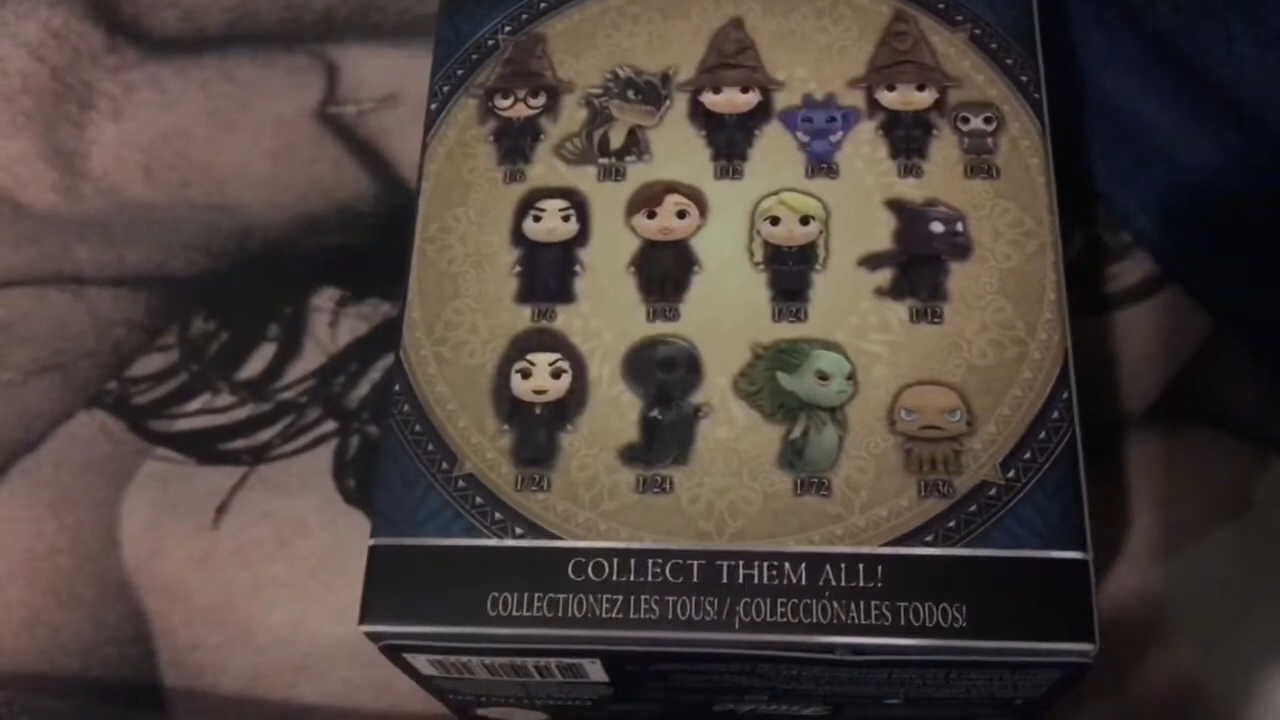 1/6 1/12 1/12 1/72 1/6 1/24
1/6 1/36 1/24 1/12
1/24 1/24 1/72 1/36
COLLECT THEM ALL!
COLLECTIONEZ LES TOUS! / ¡COLECCIÓNALES TODOS!
Funko